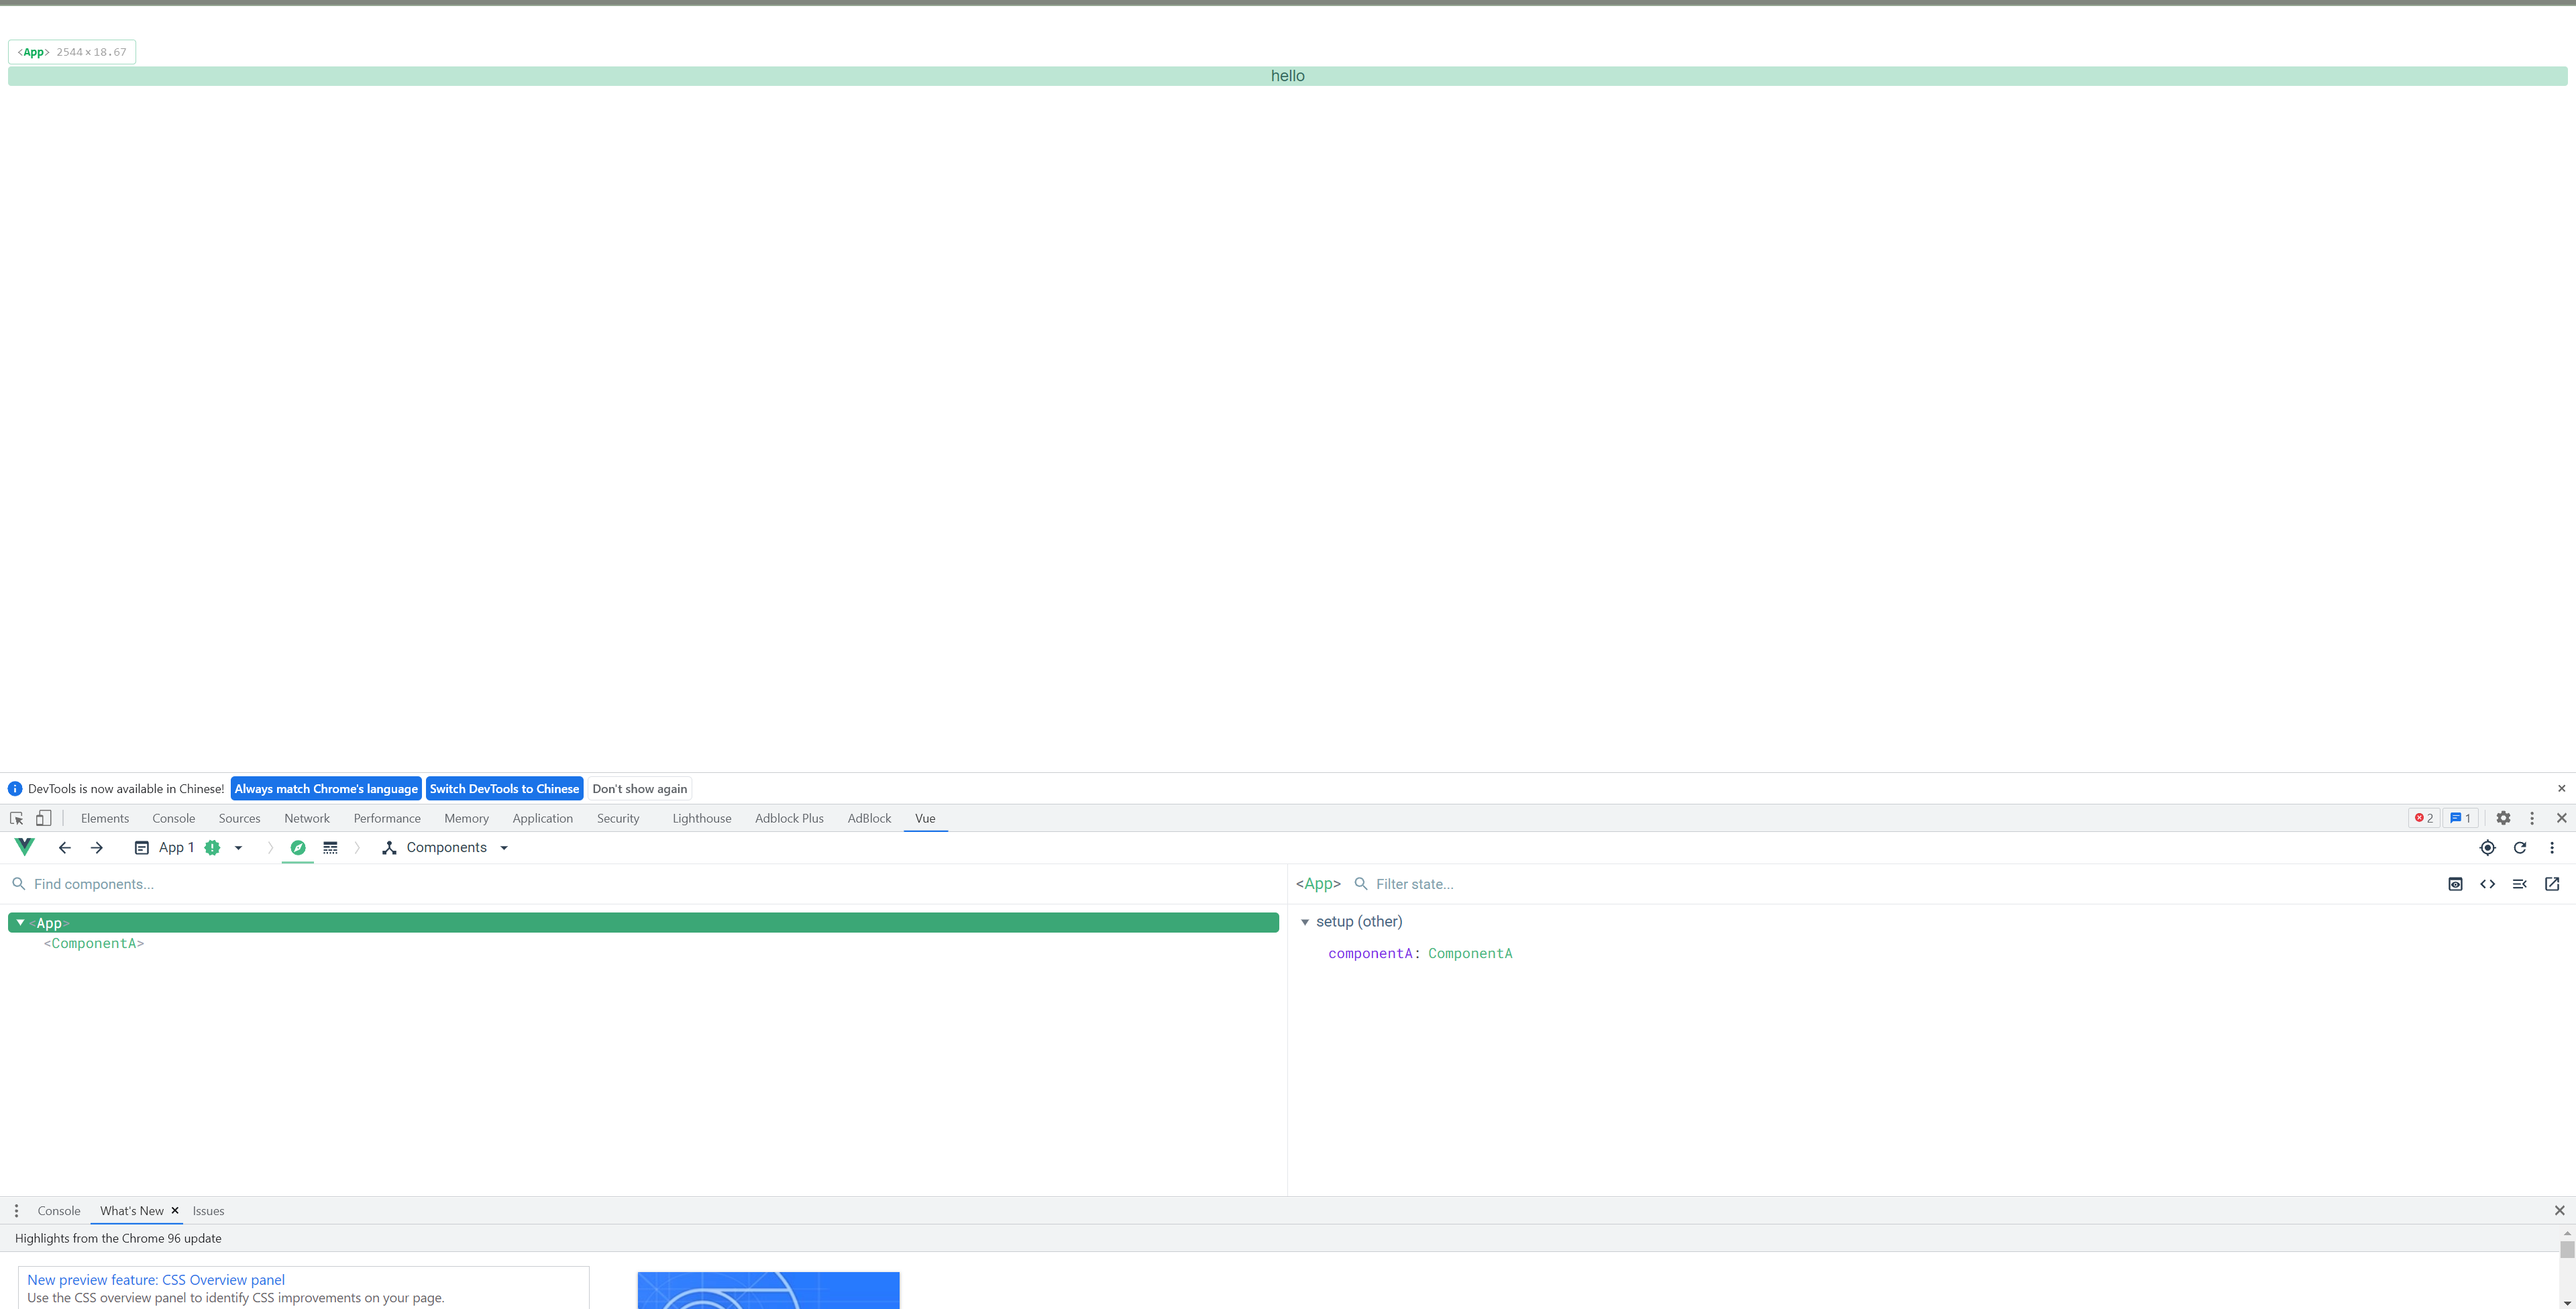 <App> 2544×18.67
hello
DevTools is now available in Chinese! Always match Chrome's language Switch DevTools to Chinese Don't show again
Elements Console Sources Network Performance Memory Application Security Lighthouse Adblock Plus AdBlock Vue 2 1
App 1 Components
Find components...
<App> Filter state...
<App>
<ComponentA>
setup (other)
componentA: ComponentA
Console What's New Issues
Highlights from the Chrome 96 update
New preview feature: CSS Overview panel
Use the CSS overview panel to identify CSS improvements on your page.